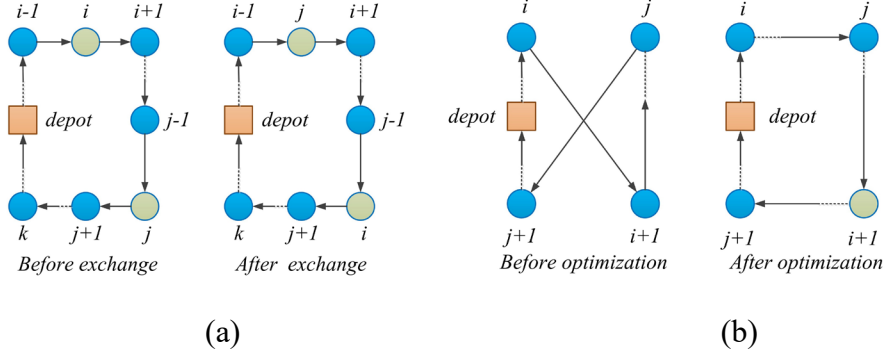 i-1 i i+1 i-1 j i+1 i j i j
depot j-1 depot j-1 depot depot
k j+1 j k j+1 i j+1 i+1 j+1 i+1
Before exchange After exchange Before optimization After optimization
(a) (b)